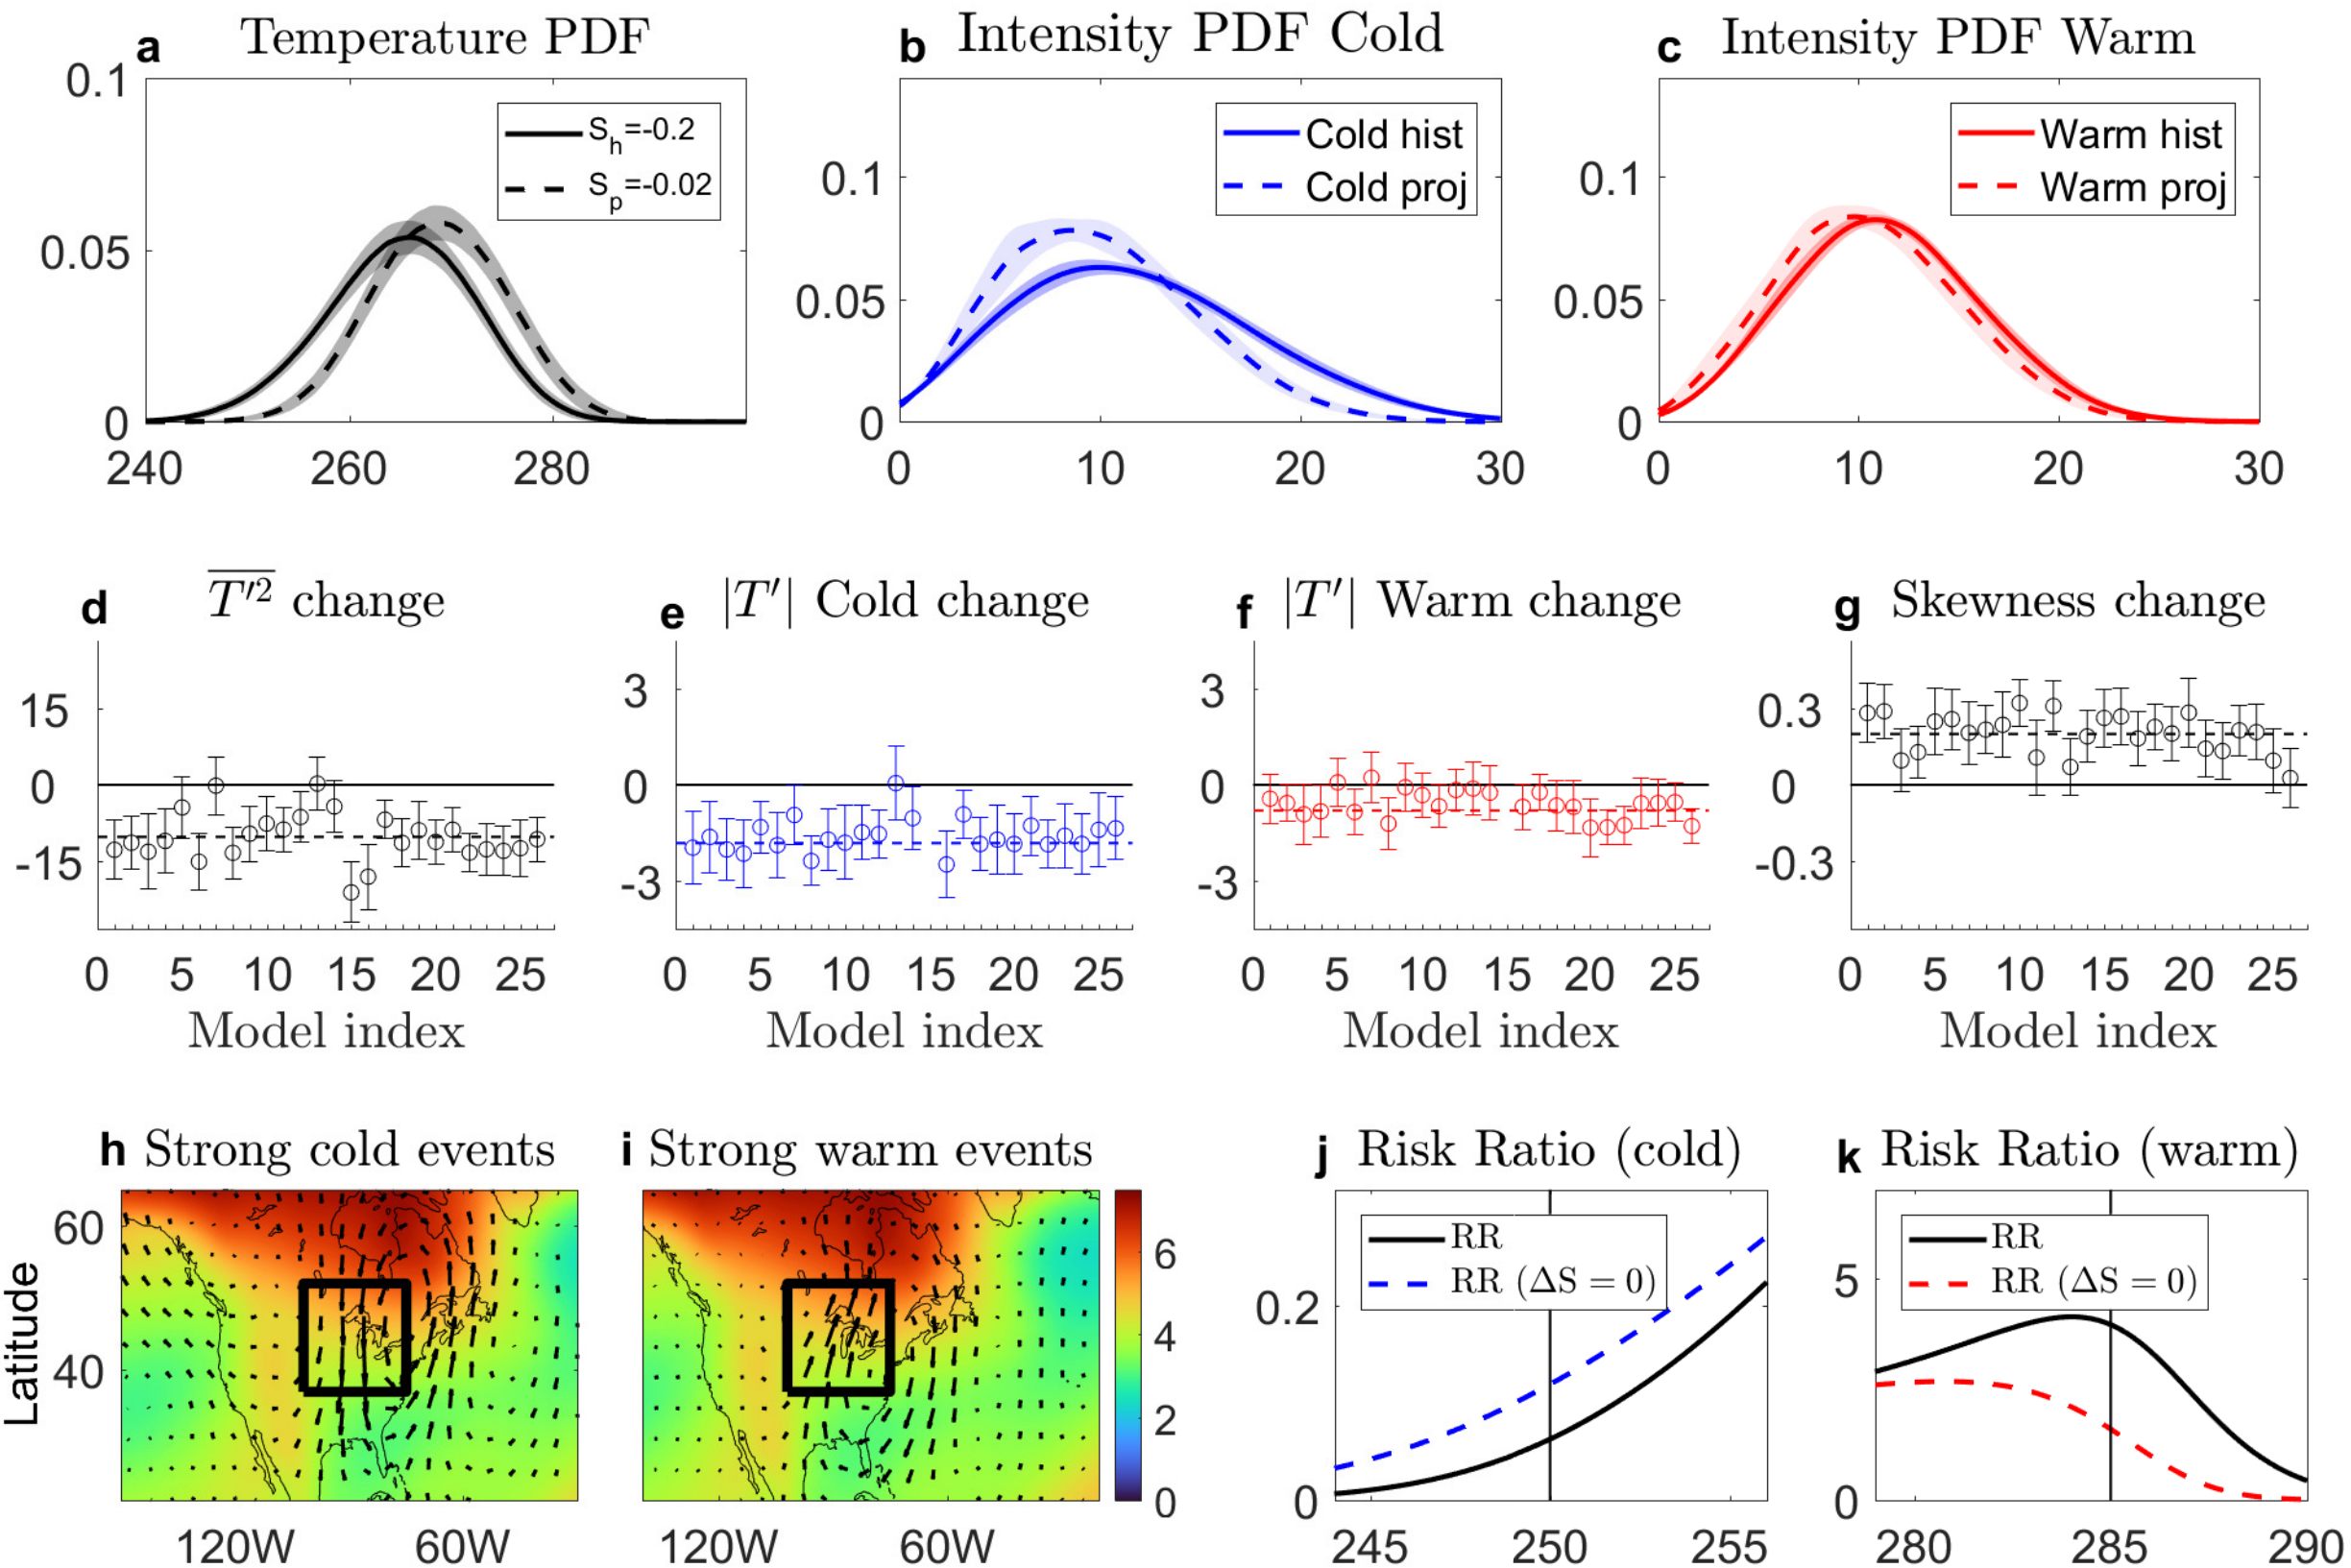 a Temperature PDF
0.1
0.05
0
240 260 280
S_h=-0.2
S_p=-0.02
b Intensity PDF Cold
0.1
0.05
0
0 10 20 30
Cold hist
Cold proj
c Intensity PDF Warm
0.1
0.05
0
0 10 20 30
Warm hist
Warm proj
d T′2 change
15
0
-15
0 5 10 15 20 25
Model index
e |T′| Cold change
3
0
-3
0 5 10 15 20 25
Model index
f |T′| Warm change
3
0
-3
0 5 10 15 20 25
Model index
g Skewness change
0.3
0
-0.3
0 5 10 15 20 25
Model index
h Strong cold events
Latitude
60
40
120W 60W
i Strong warm events
120W 60W
6
4
2
0
j Risk Ratio (cold)
RR
RR (ΔS = 0)
0.2
0
245 250 255
k Risk Ratio (warm)
RR
RR (ΔS = 0)
5
0
280 285 290